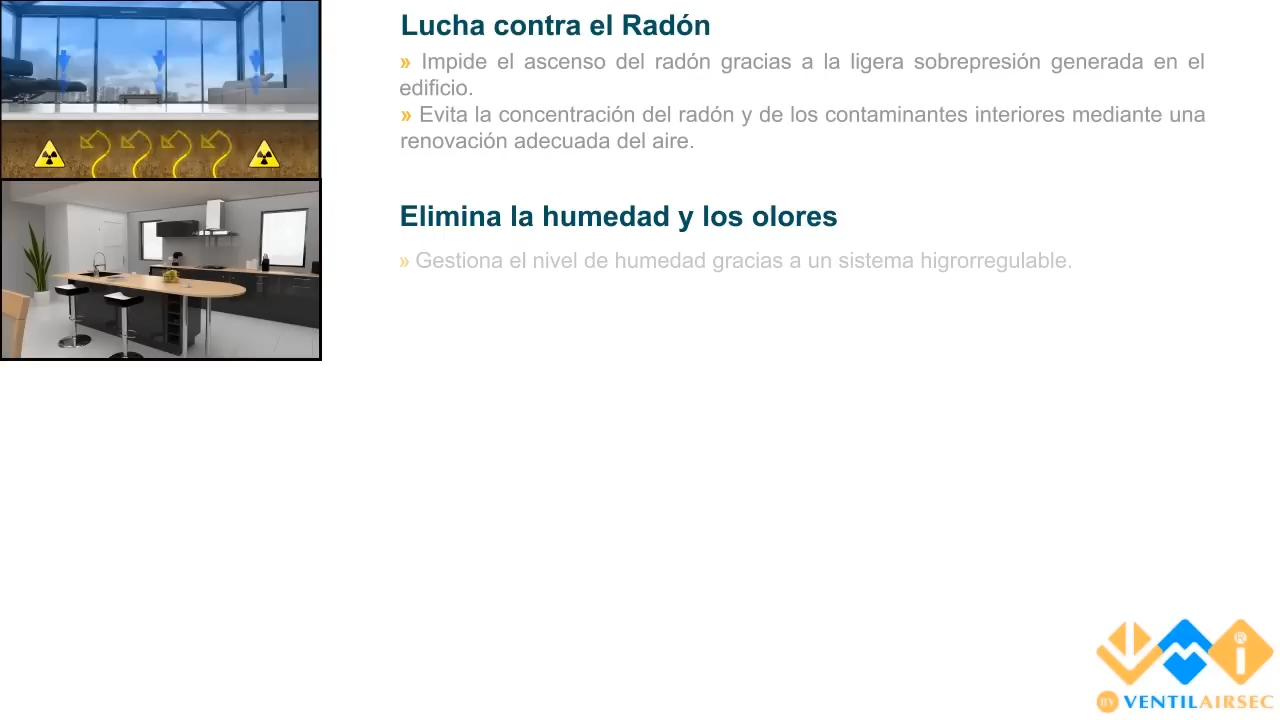 Lucha contra el Radón
» Impide el ascenso del radón gracias a la ligera sobrepresión generada en el
edificio.
» Evita la concentración del radón y de los contaminantes interiores mediante una
renovación adecuada del aire.
Elimina la humedad y los olores
» Gestiona el nivel de humedad gracias a un sistema higrorregulable.
vmi®
BY VENTILAIRSEC